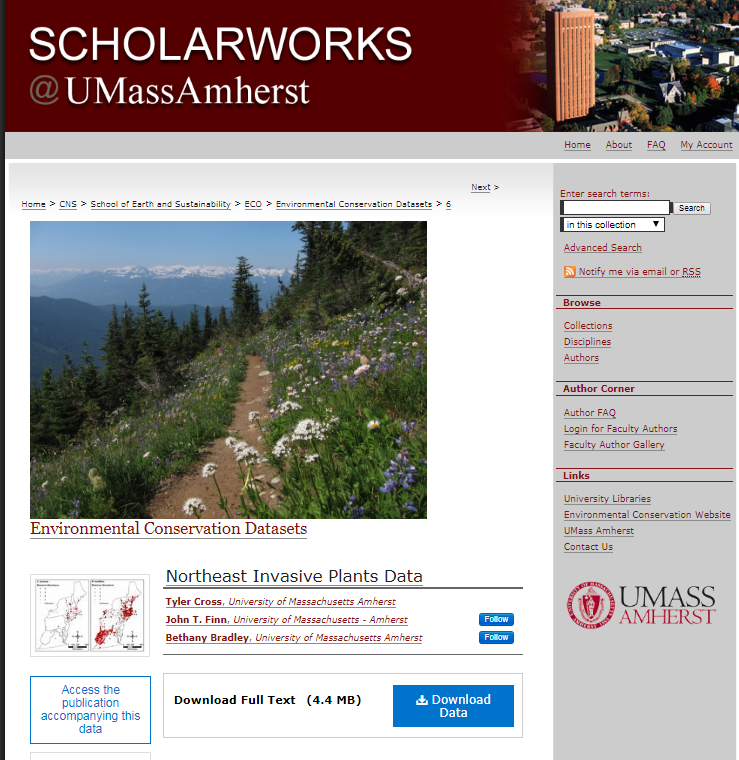 SCHOLARWORKS
@UMassAmherst
Home About FAQ My Account
Next >
Home > CNS > School of Earth and Sustainability > ECO > Environmental Conservation Datasets > 6
Environmental Conservation Datasets
Northeast Invasive Plants Data
Tyler Cross, University of Massachusetts Amherst
John T. Finn, University of Massachusetts - Amherst Follow
Bethany Bradley, University of Massachusetts Amherst Follow
Access the
publication
accompanying this
data
Download Full Text (4.4 MB)
Download
Data
Enter search terms:
Search
in this collection
Advanced Search
Notify me via email or RSS
Browse
Collections
Disciplines
Authors
Author Corner
Author FAQ
Login for Faculty Authors
Faculty Author Gallery
Links
University Libraries
Environmental Conservation Website
UMass Amherst
Contact Us
UMASS
AMHERST